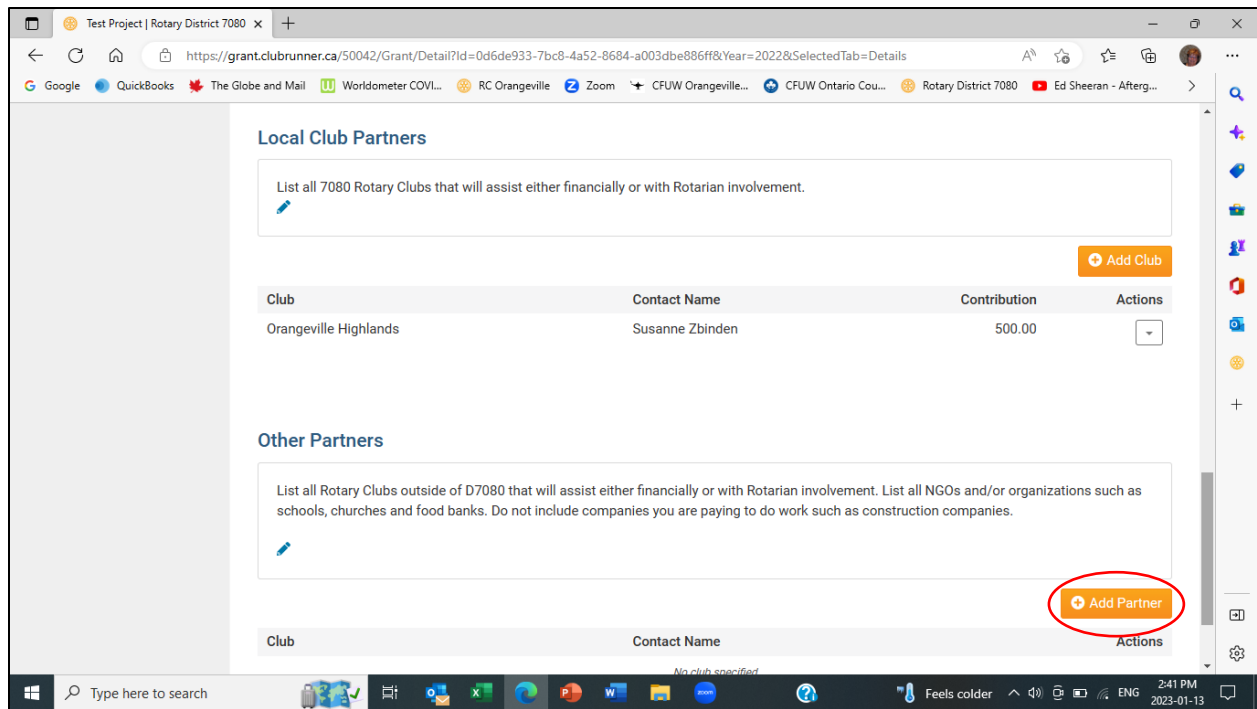 Test Project | Rotary District 7080
https://grant.clubrunner.ca/50042/Grant/Detail?Id=0d6de933-7bc8-4a52-8684-a003dbe886ff&Year=2022&SelectedTab=Details
Google QuickBooks The Globe and Mail Worldometer COVI... RC Orangeville Zoom CFUW Orangeville... CFUW Ontario Cou... Rotary District 7080 Ed Sheeran - Afterg...
Local Club Partners
List all 7080 Rotary Clubs that will assist either financially or with Rotarian involvement.
Add Club
Club Contact Name Contribution Actions
Orangeville Highlands Susanne Zbinden 500.00
Other Partners
List all Rotary Clubs outside of D7080 that will assist either financially or with Rotarian involvement. List all NGOs and/or organizations such as
schools, churches and food banks. Do not include companies you are paying to do work such as construction companies.
Add Partner
Club Contact Name Actions
No club specified
Type here to search
Feels colder ENG 2:41 PM
2023-01-13